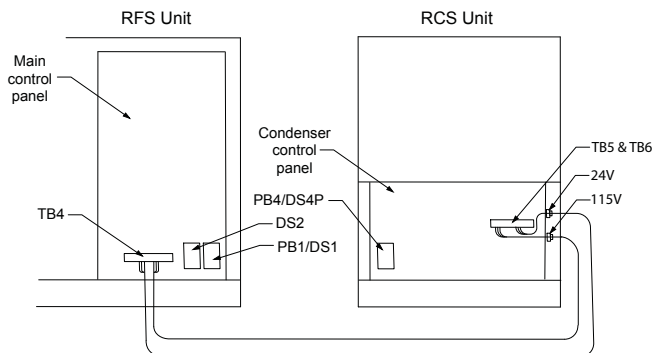 RFS Unit
RCS Unit
Main
control
panel
Condenser
control
panel
TB5 & TB6
24V
115V
PB4/DS4P
TB4
DS2
PB1/DS1